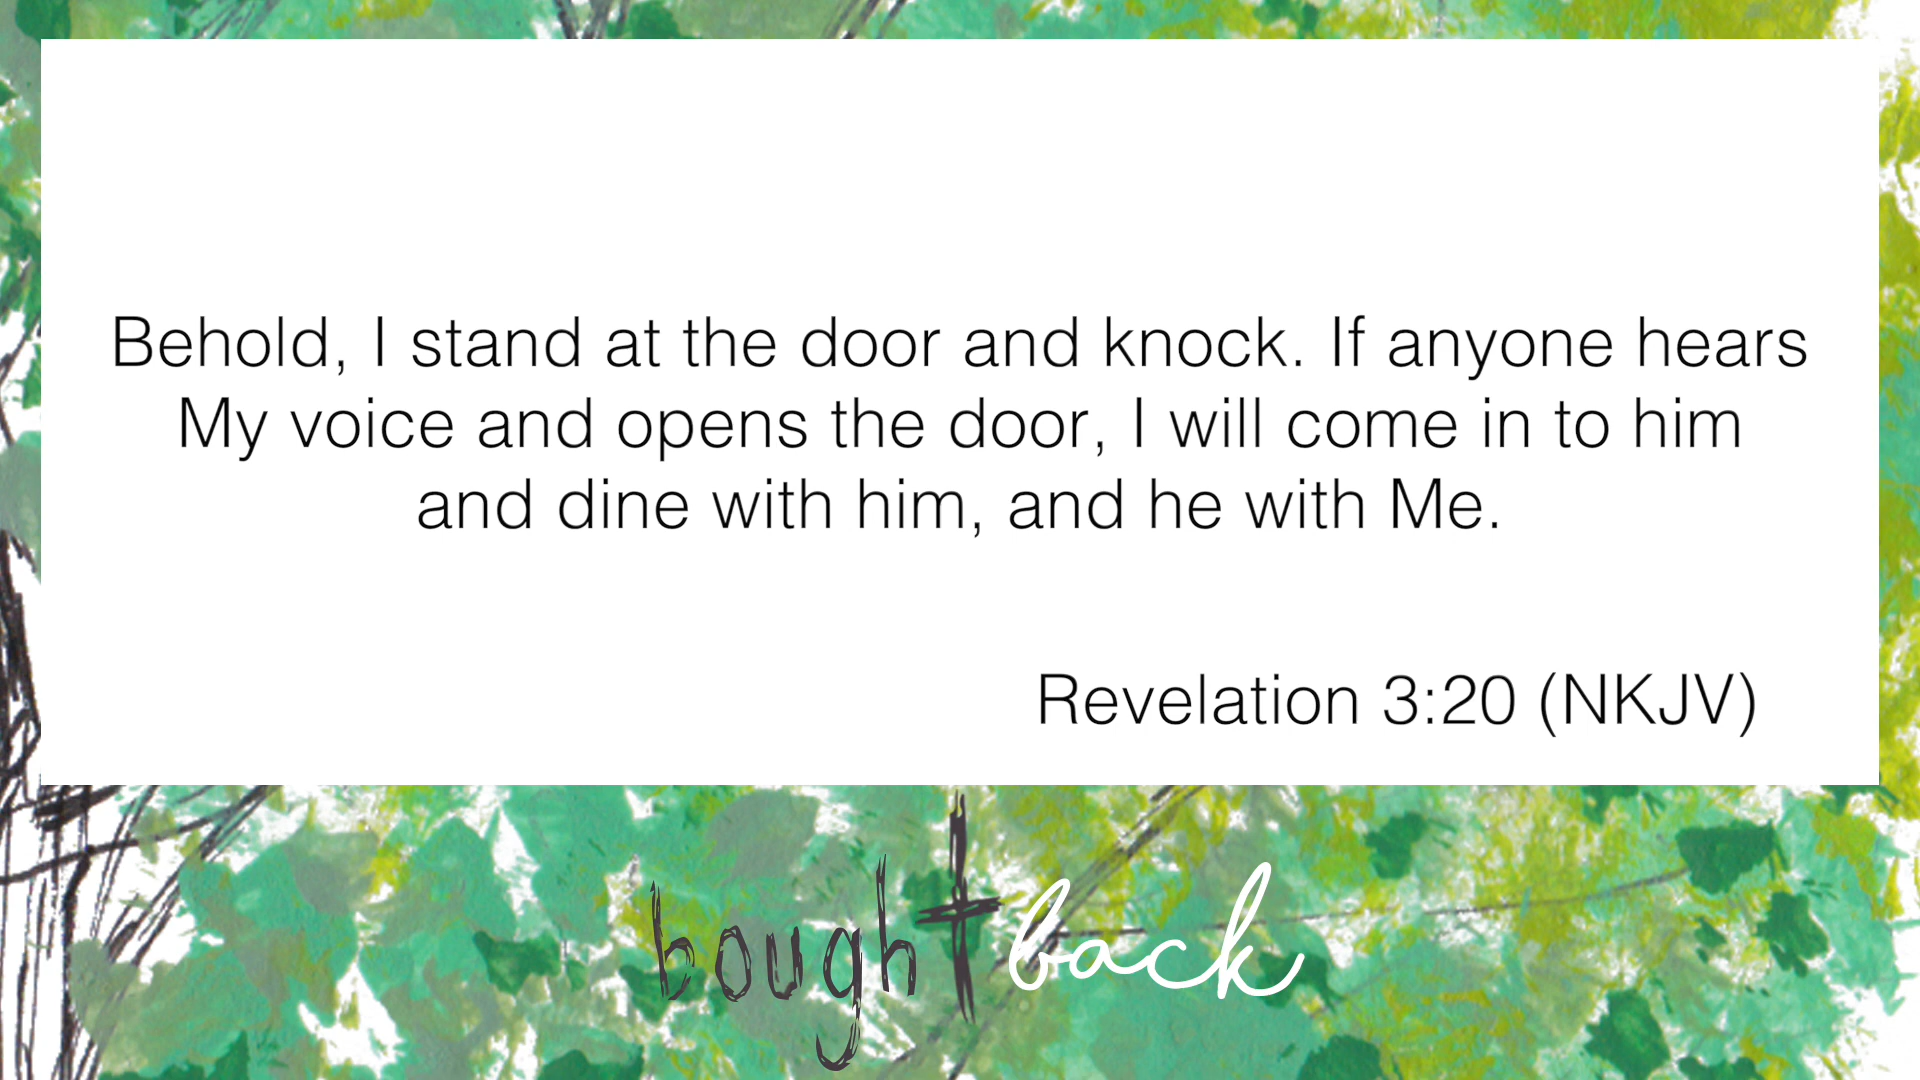 Behold, I stand at the door and knock. If anyone hears
My voice and opens the door, I will come in to him
and dine with him, and he with Me.
Revelation 3:20 (NKJV)
bought back